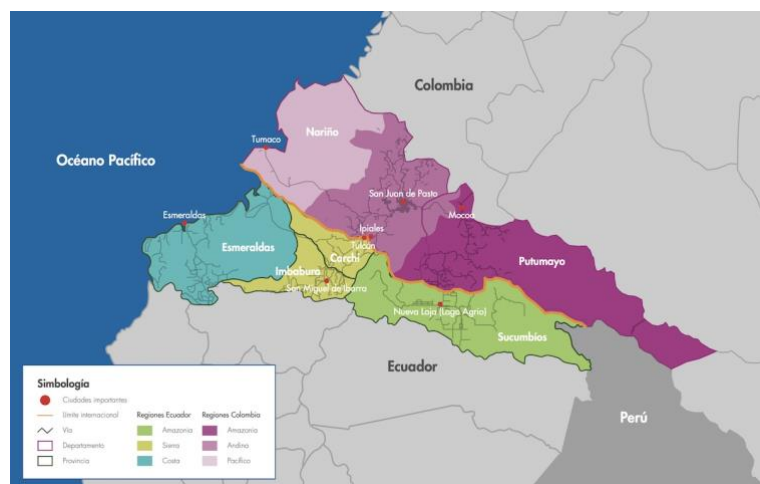 Colombia
Nariño
Tumaco
Océano Pacífico
San Juan de Pasto
Mocoa
Esmeraldas
Ipiales
Tulcán
Esmeraldas
Carchi
Putumayo
Imbabura
San Miguel de Ibarra
Nueva Loja (Lago Agrio)
Sucumbíos
Ecuador
Perú
Simbología
Ciudades importantes
Límite internacional
Vía
Departamento
Provincia
Regiones Ecuador
Amazonía
Sierra
Costa
Regiones Colombia
Amazonía
Andina
Pacífico